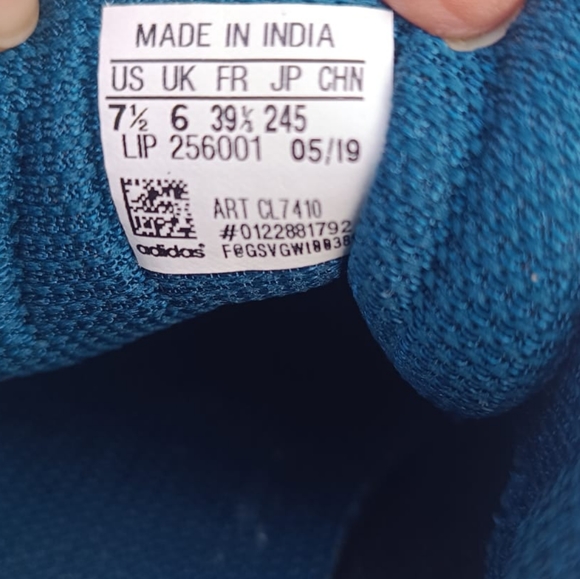 MADE IN INDIA
US UK FR JP CHN
7½ 6 39⅓ 245
LIP 256001 05/19
ART CL7410
#0122881792
adidas